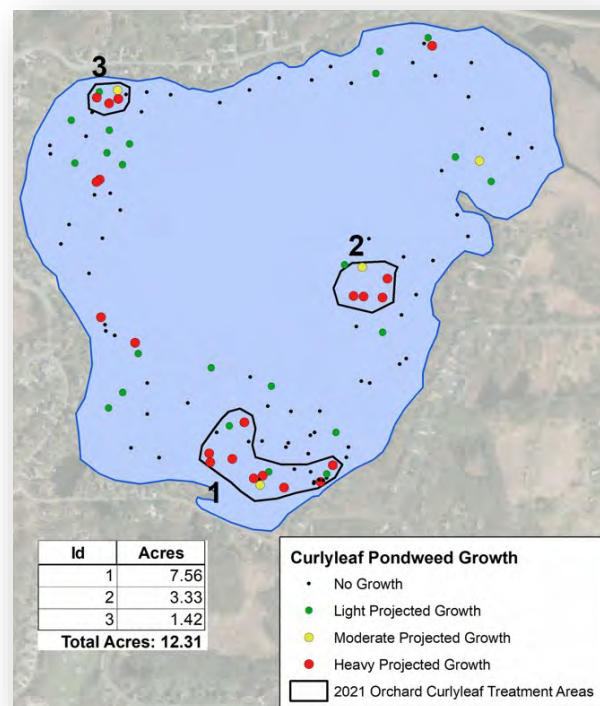 3
2
1
Id Acres
1 7.56
2 3.33
3 1.42
Total Acres: 12.31
Curlyleaf Pondweed Growth
No Growth
Light Projected Growth
Moderate Projected Growth
Heavy Projected Growth
2021 Orchard Curlyleaf Treatment Areas